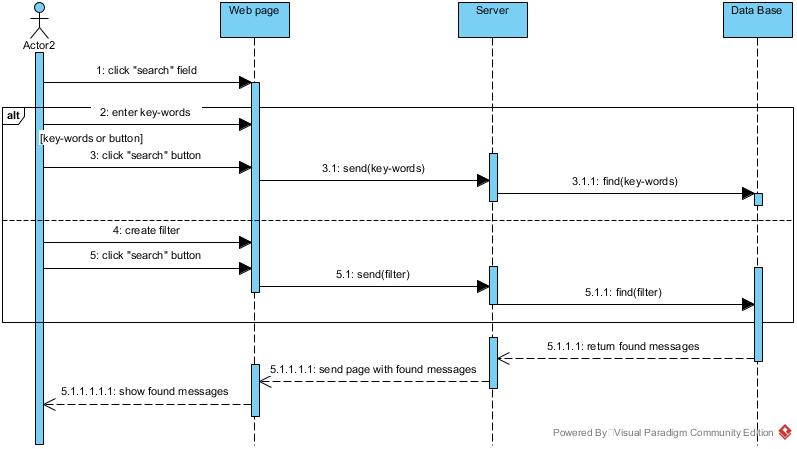 Actor2
Web page
Server
Data Base
1: click "search" field
alt
2: enter key-words
[key-words or button]
3: click "search" button
3.1: send(key-words)
3.1.1: find(key-words)
4: create filter
5: click "search" button
5.1: send(filter)
5.1.1: find(filter)
5.1.1.1: return found messages
5.1.1.1.1: send page with found messages
5.1.1.1.1.1: show found messages
Powered By Visual Paradigm Community Edition